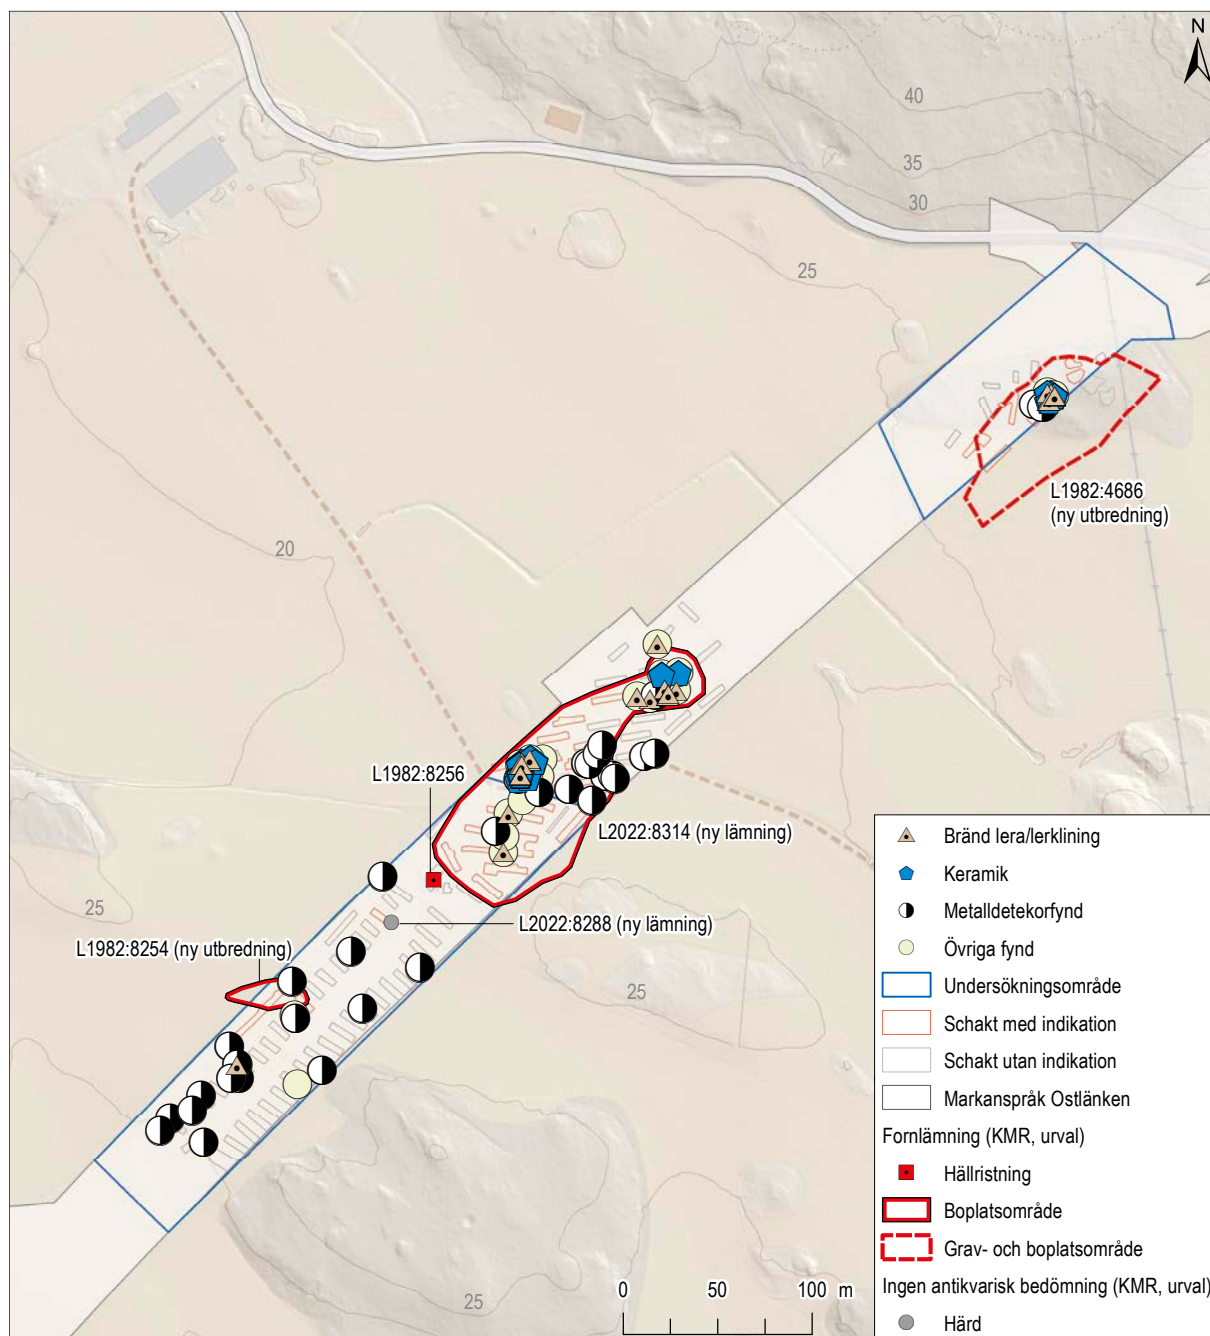 N
40
35
30
25
20
L1982:4686
(ny utbredning)
L1982:8256
L2022:8314 (ny lämning)
25
L2022:8288 (ny lämning)
L1982:8254 (ny utbredning)
25
25
Bränd lera/lerklining
Keramik
Metalldetekorfynd
Övriga fynd
Undersökningsområde
Schakt med indikation
Schakt utan indikation
Markanspråk Ostlänken
Fornlämning (KMR, urval)
Hällristning
Boplatsområde
Grav- och boplatsområde
Ingen antikvarisk bedömning (KMR, urval)
Härd
0 50 100 m